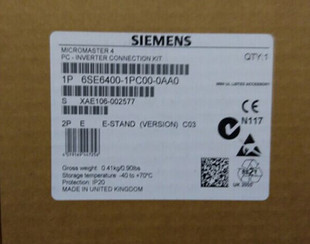 SIEMENS
MICROMASTER 4
PC - INVERTER CONNECTION KIT
QTY:1
1P 6SE6400-1PC00-0AA0
S XAE106-002577
N117
2P E E-STAND (VERSION) C03
Gross weight: 0.41kg/0.90lbs
Storage temperature -40 to +70°C
Protection: IP20
MADE IN UNITED KINGDOM